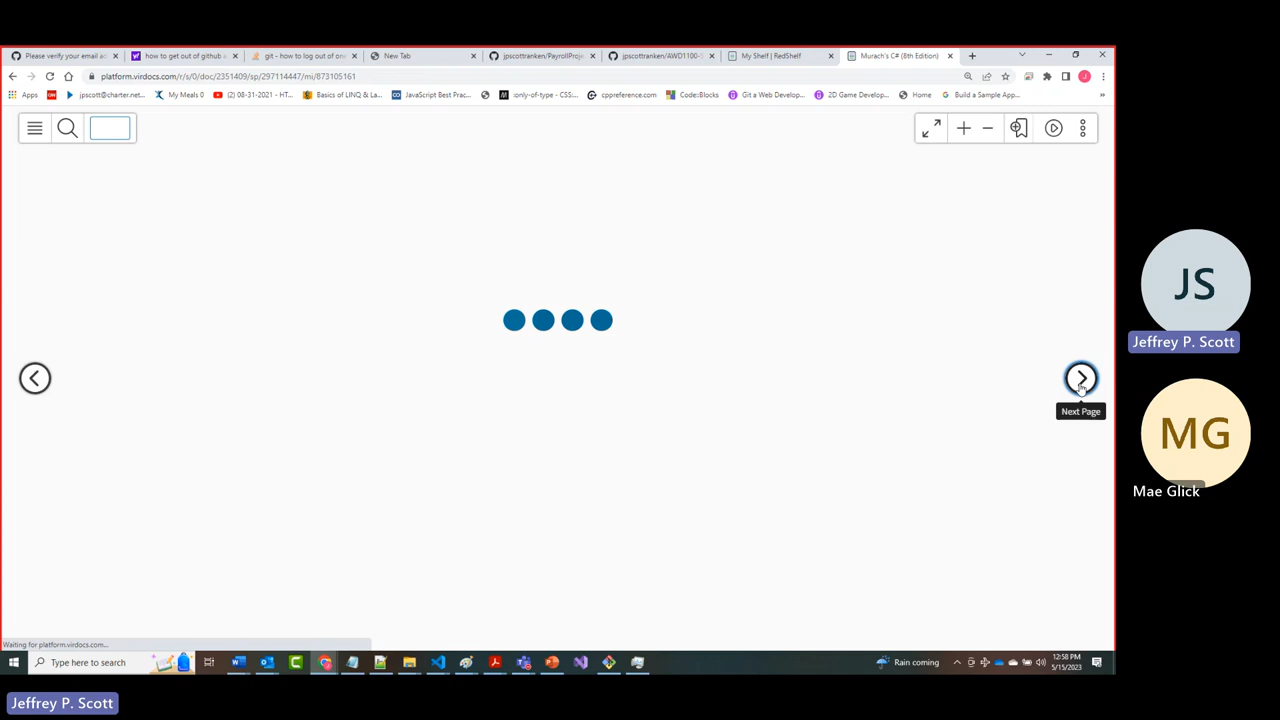 Please verify your email ad
how to get out of github a
git - how to log out of one
New Tab
jpscottranken/PayrollProje
jpscottranken/AWD1100-5
My Shelf | RedShelf
Murach's C# (8th Edition)
platform.virdocs.com/r/s/0/doc/2351409/sp/297114447/mi/873105161
Apps
jpscott@charter.net...
My Meals 0
(2) 08-31-2021 - HT...
Basics of LINQ & La...
JavaScript Best Prac...
:only-of-type - CSS:...
cppreference.com
Code::Blocks
Git a Web Develop...
2D Game Develop...
Home
Build a Sample App...
JS
Jeffrey P. Scott
Next Page
MG
Mae Glick
Waiting for platform.virdocs.com...
Type here to search
Rain coming
12:58 PM
5/15/2023
Jeffrey P. Scott